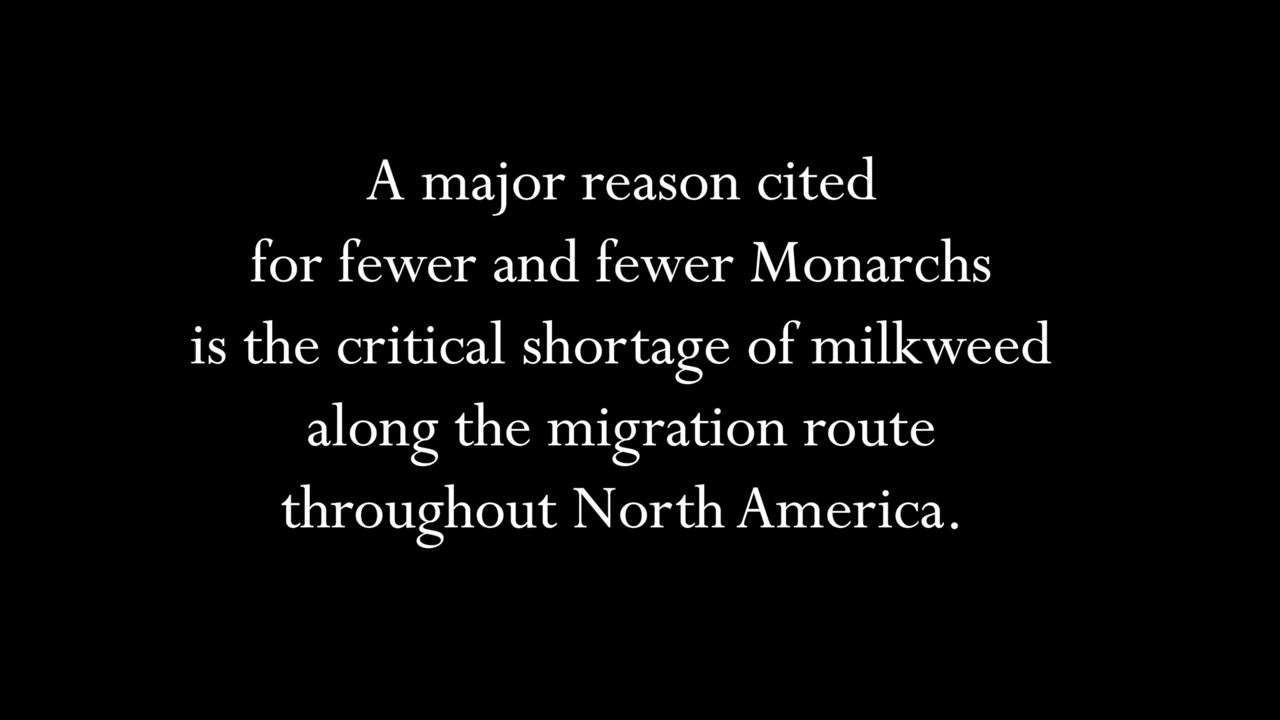 A major reason cited
for fewer and fewer Monarchs
is the critical shortage of milkweed
along the migration route
throughout North America.